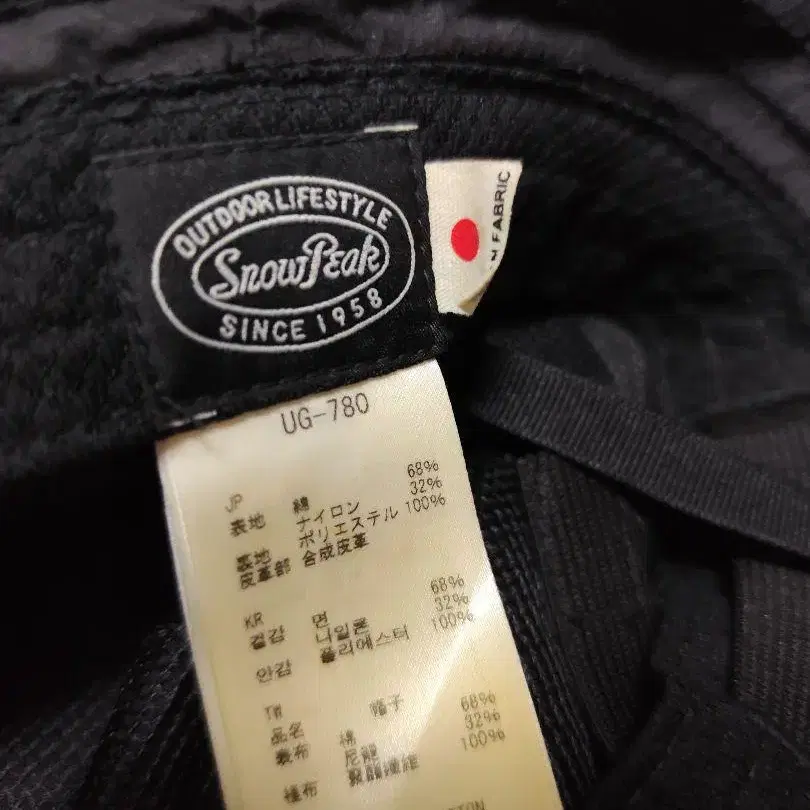 OUTDOOR LIFESTYLE
Snow Peak
SINCE 1958
FABRIC
UG-780
JP
表地 綿 68%
ナイロン 32%
裏地 ポリエステル 100%
皮革部 合成皮革
KR
겉감 면 68%
나일론 32%
안감 폴리에스터 100%
TW
品名 帽子
表布 棉 68%
尼龍 32%
裡布 聚酯纖維 100%